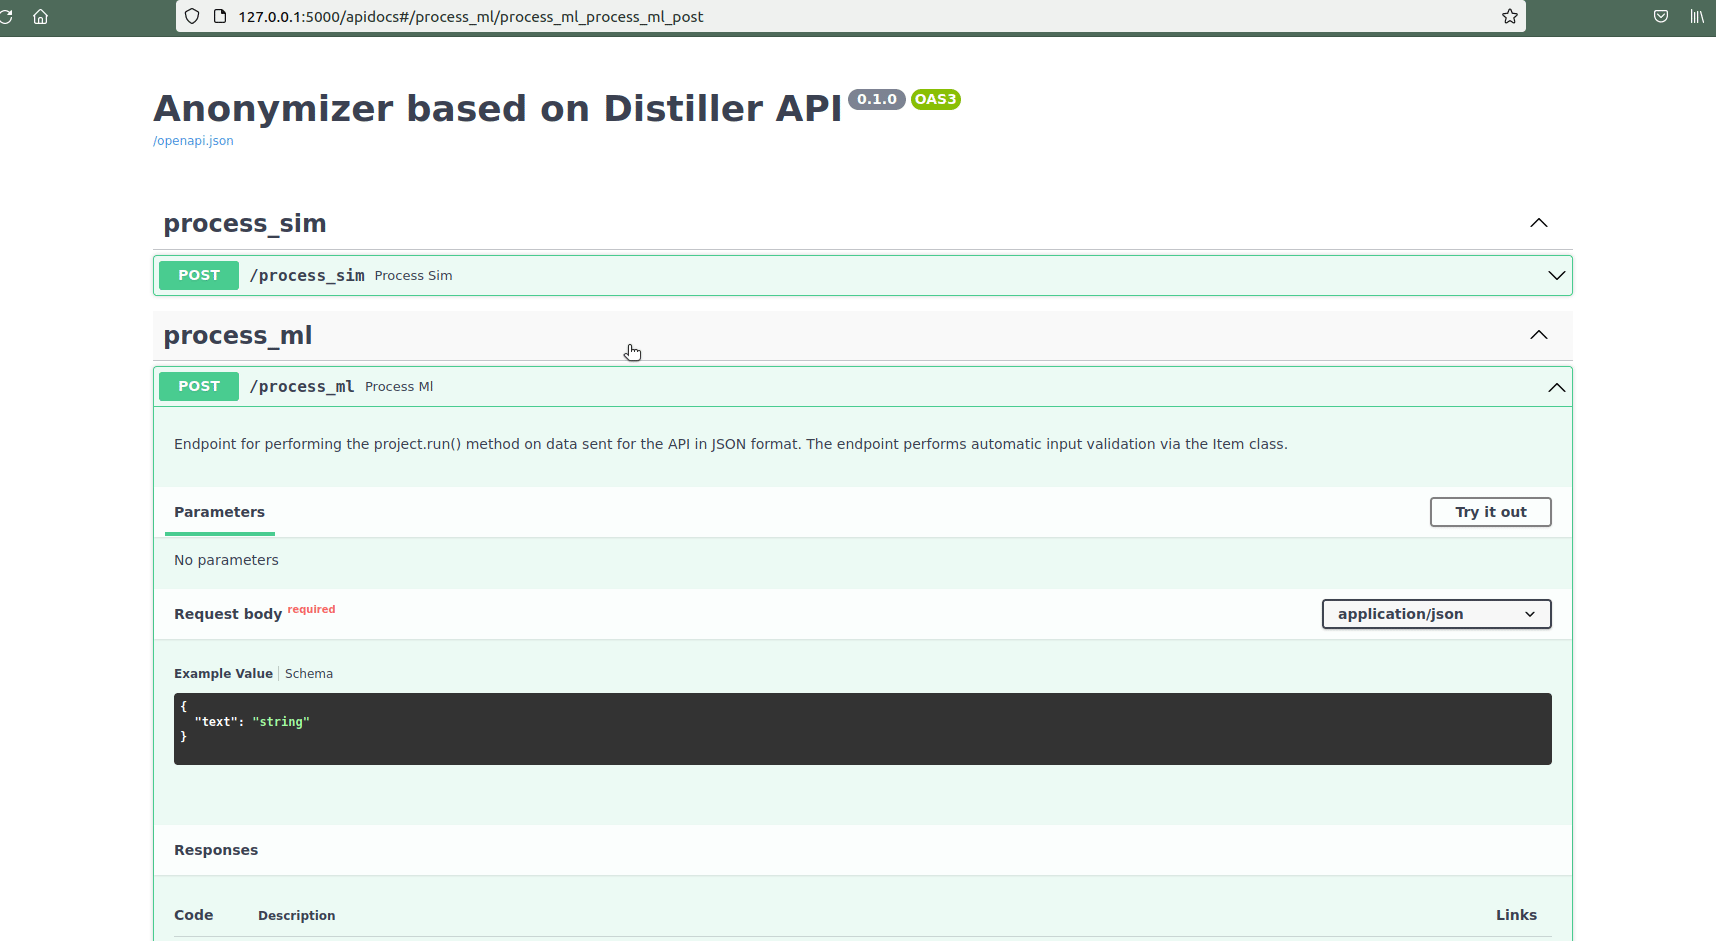 127.0.0.1:5000/apidocs#/process_ml/process_ml_process_ml_post
Anonymizer based on Distiller API 0.1.0 OAS3
/openapi.json
process_sim
POST /process_sim Process Sim
process_ml
POST /process_ml Process Ml
Endpoint for performing the project.run() method on data sent for the API in JSON format. The endpoint performs automatic input validation via the Item class.
Parameters Try it out
No parameters
Request body required application/json
Example Value Schema
{
"text": "string"
}
Responses
Code Description Links